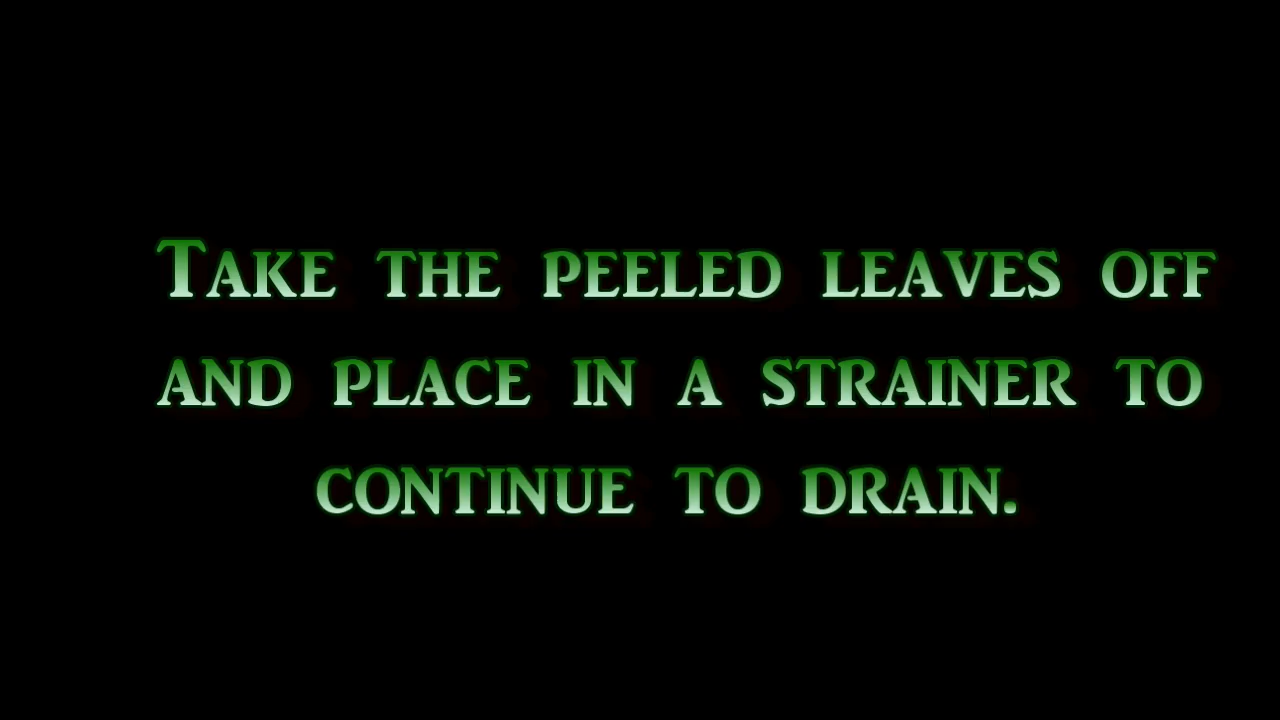 Take the peeled leaves off
and place in a strainer to
continue to drain.